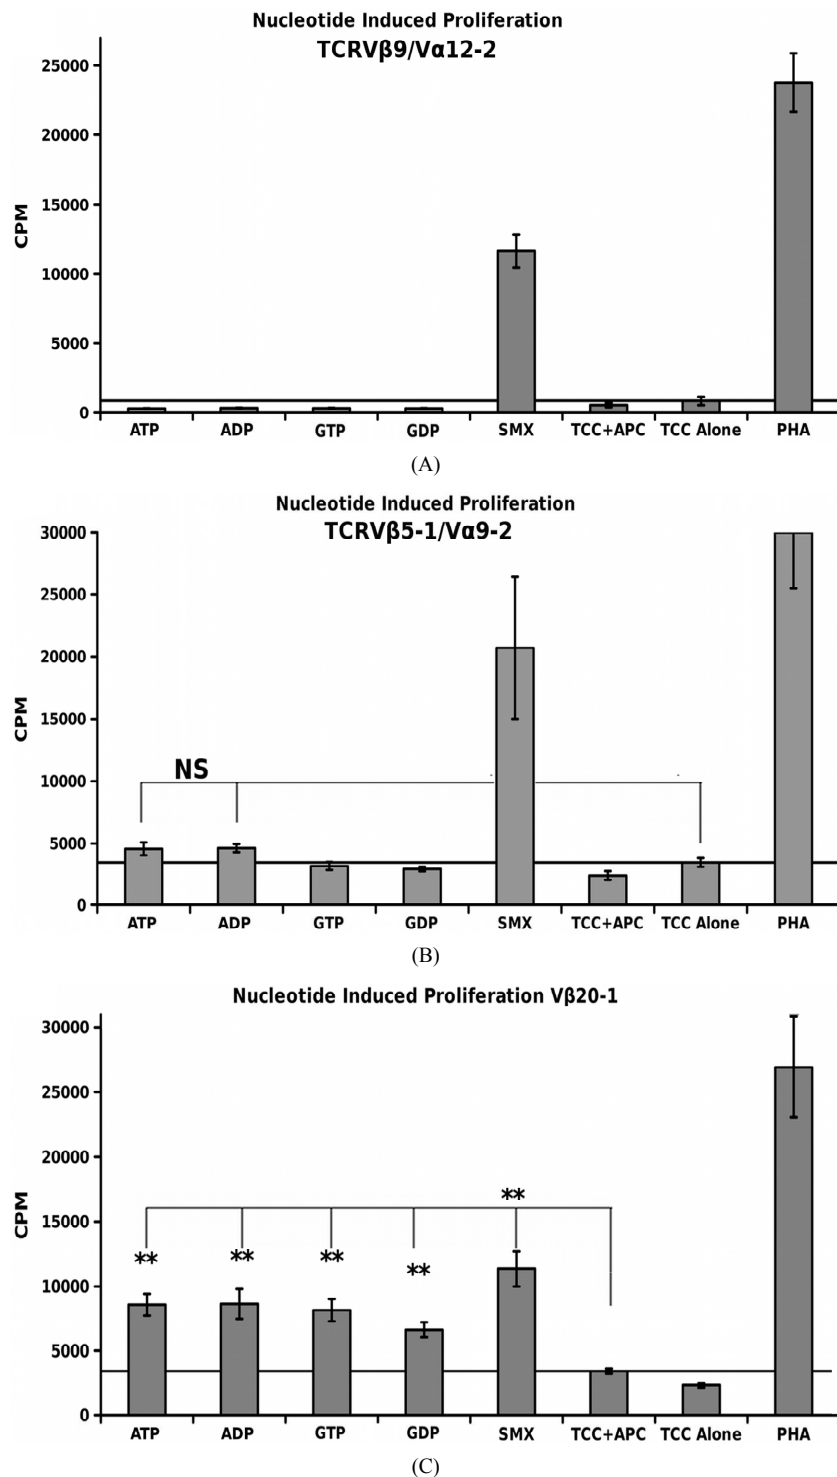 Nucleotide Induced Proliferation
TCRVβ9/Vα12-2
CPM
25000
20000
15000
10000
5000
0
ATP ADP GTP GDP SMX TCC+APC TCC Alone PHA
(A)
Nucleotide Induced Proliferation
TCRVβ5-1/Vα9-2
CPM
30000
25000
20000
15000
10000
5000
0
NS
ATP ADP GTP GDP SMX TCC+APC TCC Alone PHA
(B)
Nucleotide Induced Proliferation Vβ20-1
CPM
30000
25000
20000
15000
10000
5000
0
**
** ** ** **
ATP ADP GTP GDP SMX TCC+APC TCC Alone PHA
(C)